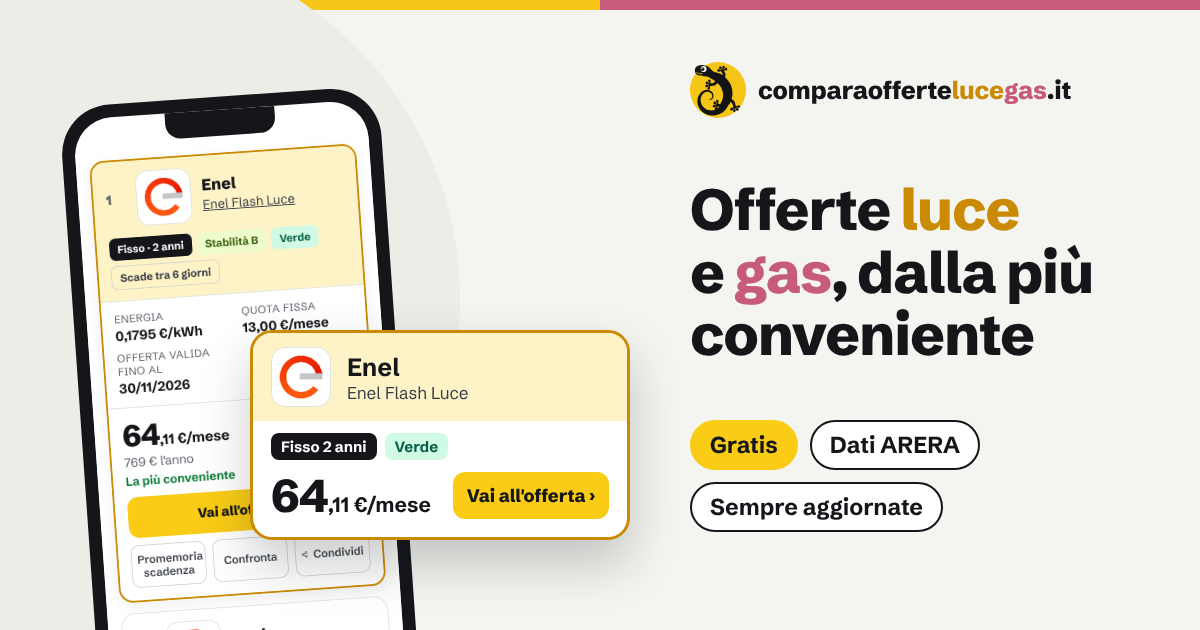 comparaoffertelucegas.it
Offerte luce
e gas, dalla più
conveniente
Gratis
Dati ARERA
Sempre aggiornate
1
Enel
Enel Flash Luce
Fisso · 2 anni
Stabilità B
Verde
Scade tra 6 giorni
ENERGIA
0,1795 €/kWh
QUOTA FISSA
13,00 €/mese
OFFERTA VALIDA
FINO AL
30/11/2026
64,11 €/mese
769 € l'anno
La più conveniente
Vai all'of
Promemoria
scadenza
Confronta
Condividi
Enel
Enel Flash Luce
Fisso 2 anni
Verde
64,11 €/mese
Vai all'offerta ›